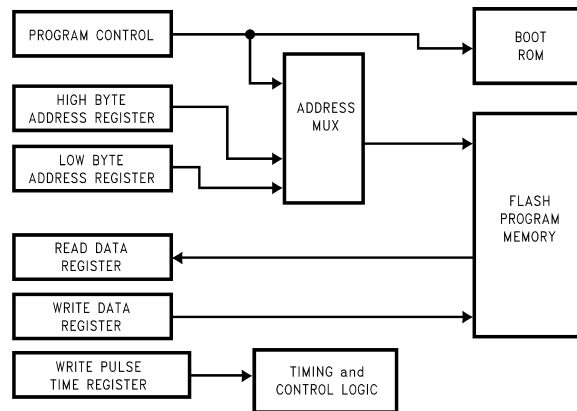 PROGRAM CONTROL
BOOT
ROM
HIGH BYTE
ADDRESS REGISTER
ADDRESS
MUX
LOW BYTE
ADDRESS REGISTER
FLASH
PROGRAM
MEMORY
READ DATA
REGISTER
WRITE DATA
REGISTER
WRITE PULSE
TIME REGISTER
TIMING and
CONTROL LOGIC